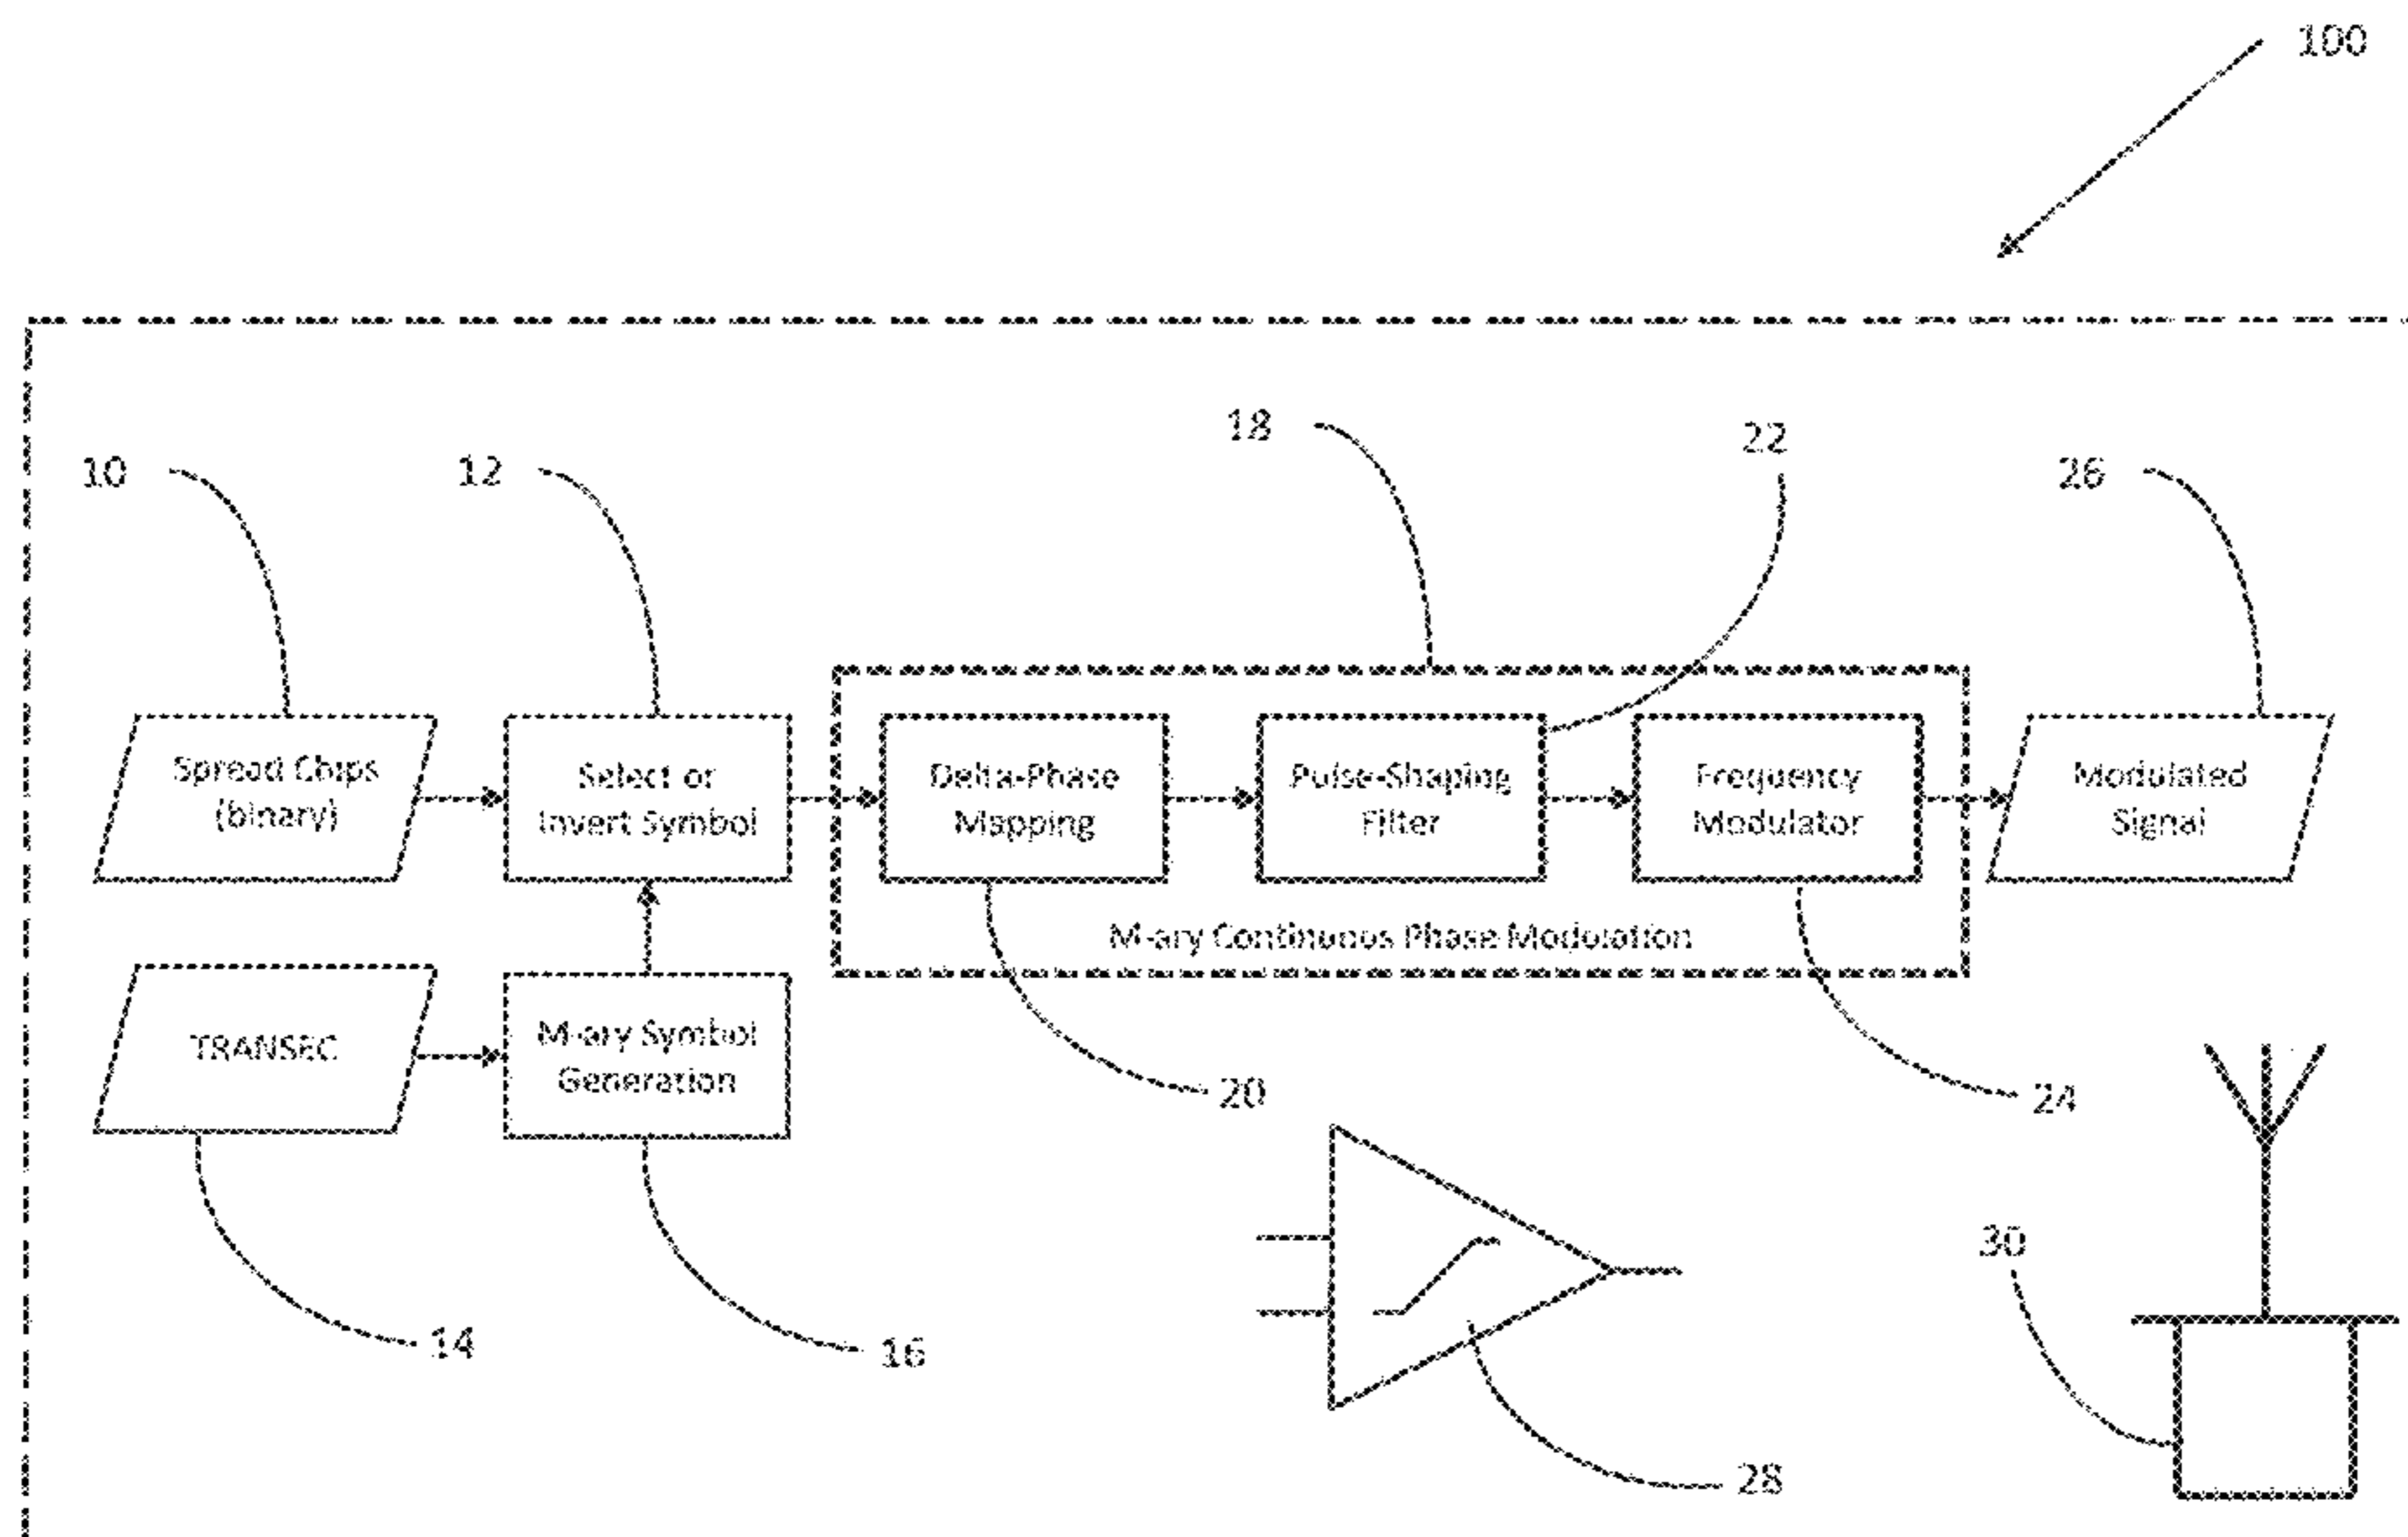 100
18
22
10
12
26
Spread Chips
(binary)
Select or
Invert Symbol
Delta-Phase
Mapping
Pulse-Shaping
Filter
Frequency
Modulator
Modulated
Signal
M-ary Continuos Phase Modulation
TRANSEC
M-ary Symbol
Generation
20
24
30
14
16
28